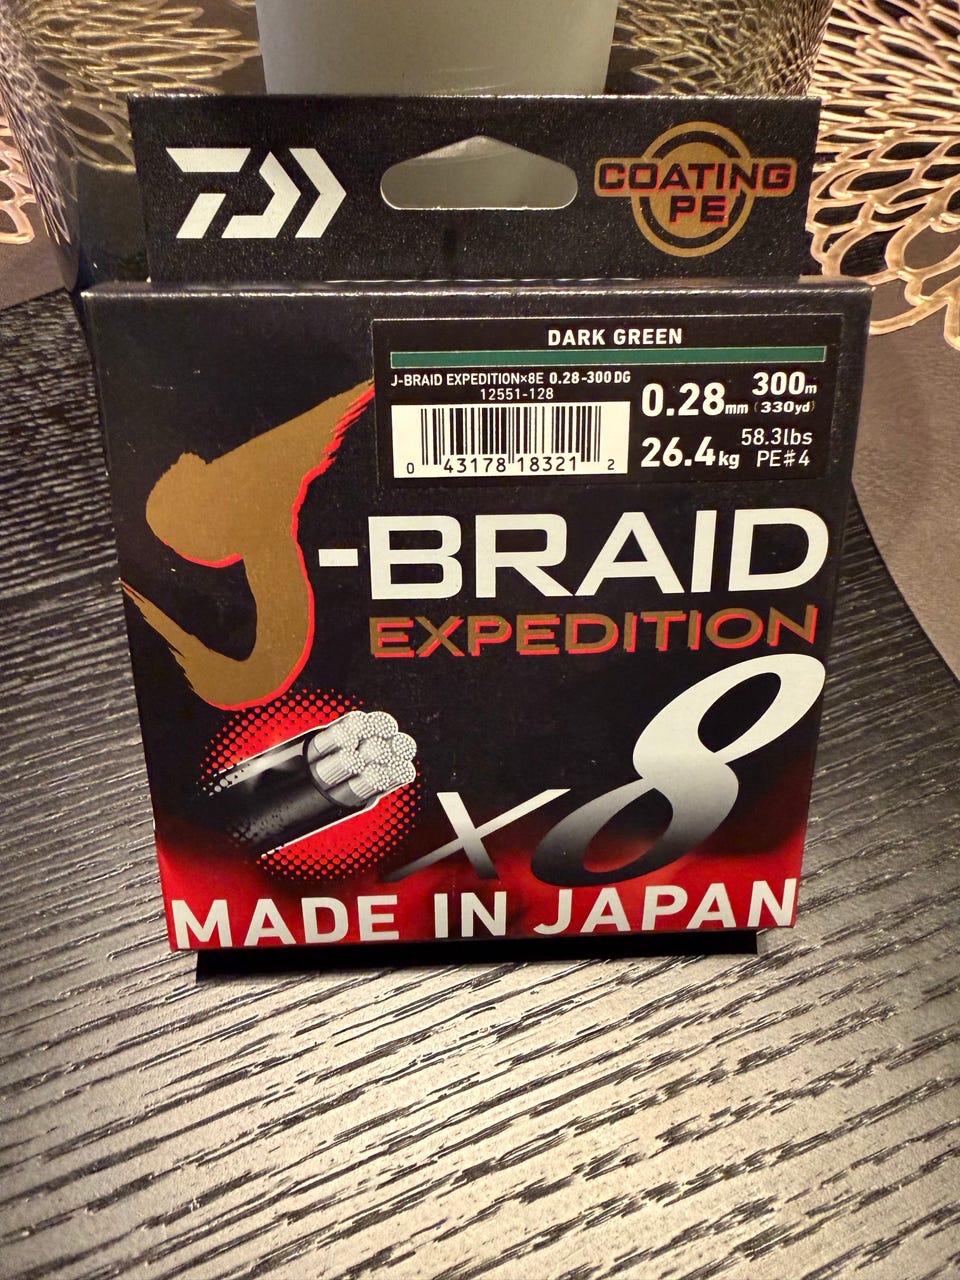 COATING
PE
DARK GREEN
J-BRAID EXPEDITION×8E 0.28-300 DG
12551-128
0 43178 18321 2
0.28mm 300m (330yd)
26.4kg 58.3lbs PE#4
J-BRAID
EXPEDITION
x8
MADE IN JAPAN